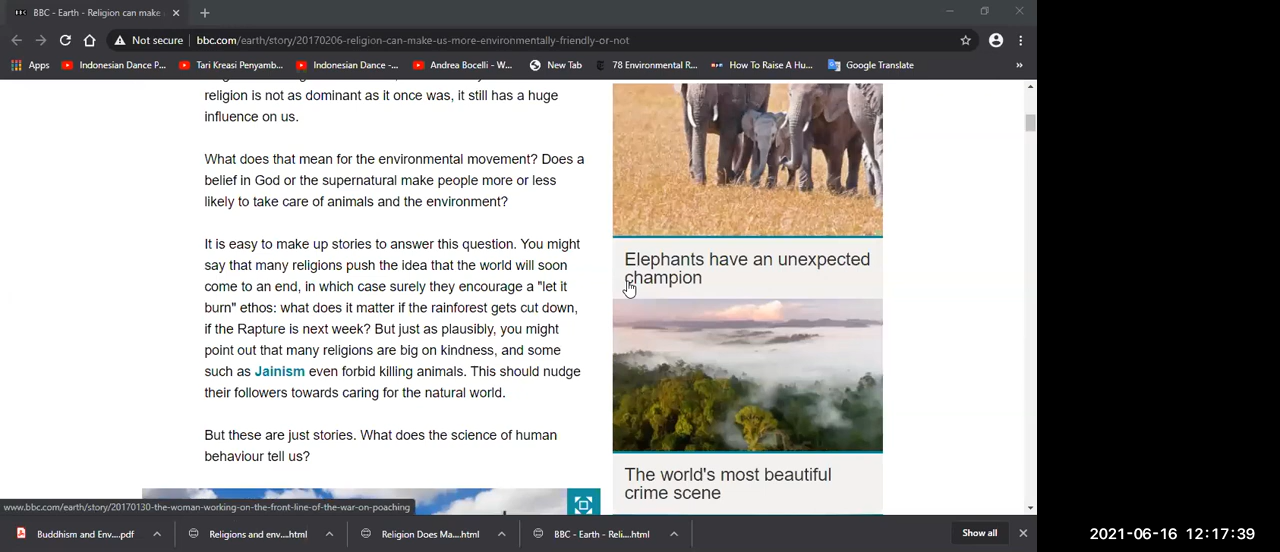 BBC - Earth - Religion can make
Not secure
bbc.com/earth/story/20170206-religion-can-make-us-more-environmentally-friendly-or-not
Apps
Indonesian Dance P...
Tari Kreasi Penyamb...
Indonesian Dance -...
Andrea Bocelli - W...
New Tab
78 Environmental R...
How To Raise A Hu...
Google Translate
religion is not as dominant as it once was, it still has a huge
influence on us.
What does that mean for the environmental movement? Does a
belief in God or the supernatural make people more or less
likely to take care of animals and the environment?
It is easy to make up stories to answer this question. You might
say that many religions push the idea that the world will soon
come to an end, in which case surely they encourage a "let it
burn" ethos: what does it matter if the rainforest gets cut down,
if the Rapture is next week? But just as plausibly, you might
point out that many religions are big on kindness, and some
such as Jainism even forbid killing animals. This should nudge
their followers towards caring for the natural world.
But these are just stories. What does the science of human
behaviour tell us?
Elephants have an unexpected
champion
The world's most beautiful
crime scene
www.bbc.com/earth/story/20170130-the-woman-working-on-the-front-line-of-the-war-on-poaching
Buddhism and Env....pdf
Religions and env....html
Religion Does Ma....html
BBC - Earth - Reli....html
Show all
2021-06-16 12:17:39